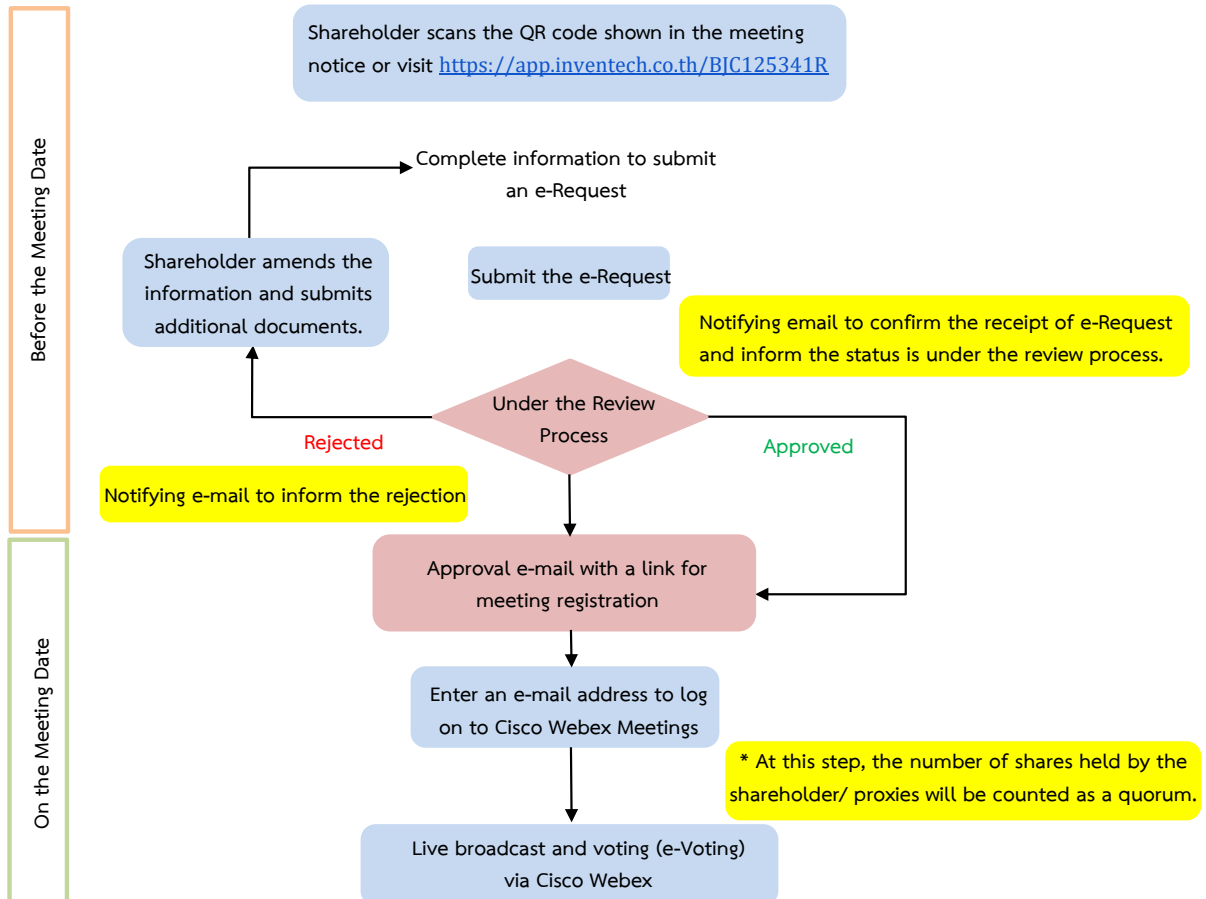 Before the Meeting Date
Shareholder scans the QR code shown in the meeting
notice or visit https://app.inventech.co.th/BJC125341R
Complete information to submit
an e-Request
Shareholder amends the
information and submits
additional documents.
Submit the e-Request
Notifying email to confirm the receipt of e-Request
and inform the status is under the review process.
Under the Review
Process
Rejected
Approved
Notifying e-mail to inform the rejection
On the Meeting Date
Approval e-mail with a link for
meeting registration
Enter an e-mail address to log
on to Cisco Webex Meetings
* At this step, the number of shares held by the
shareholder/ proxies will be counted as a quorum.
Live broadcast and voting (e-Voting)
via Cisco Webex